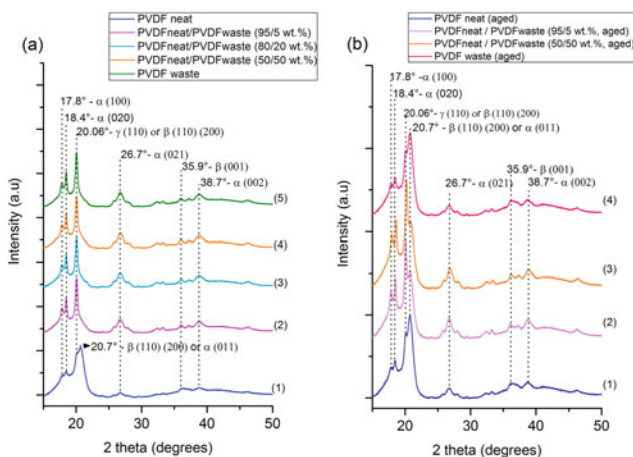 (a)
PVDF neat
PVDFneat/PVDFwaste (95/5 wt.%)
PVDFneat/PVDFwaste (80/20 wt.%)
PVDFneat/PVDFwaste (50/50 wt.%)
PVDF waste
17.8° - α (100)
18.4° - α (020)
20.06° - γ (110) or β (110) (200)
26.7° - α (021)
35.9° - β (001)
38.7° - α (002)
(5)
(4)
(3)
(2)
20.7° - β (110) (200) or α (011)
(1)
Intensity (a.u)
20 30 40 50
2 theta (degrees)
(b)
PVDF neat (aged)
PVDFneat / PVDFwaste (95/5 wt.%, aged)
PVDFneat / PVDFwaste (50/50 wt.%, aged)
PVDF waste (aged)
17.8° - α (100)
18.4° - α (020)
20.06° - γ (110) or β (110) (200)
20.7° - β (110) (200) or α (011)
35.9° - β (001)
26.7° - α (021)
38.7° - α (002)
(4)
(3)
(2)
(1)
Intensity (a.u)
20 30 40 50
2 theta (degrees)